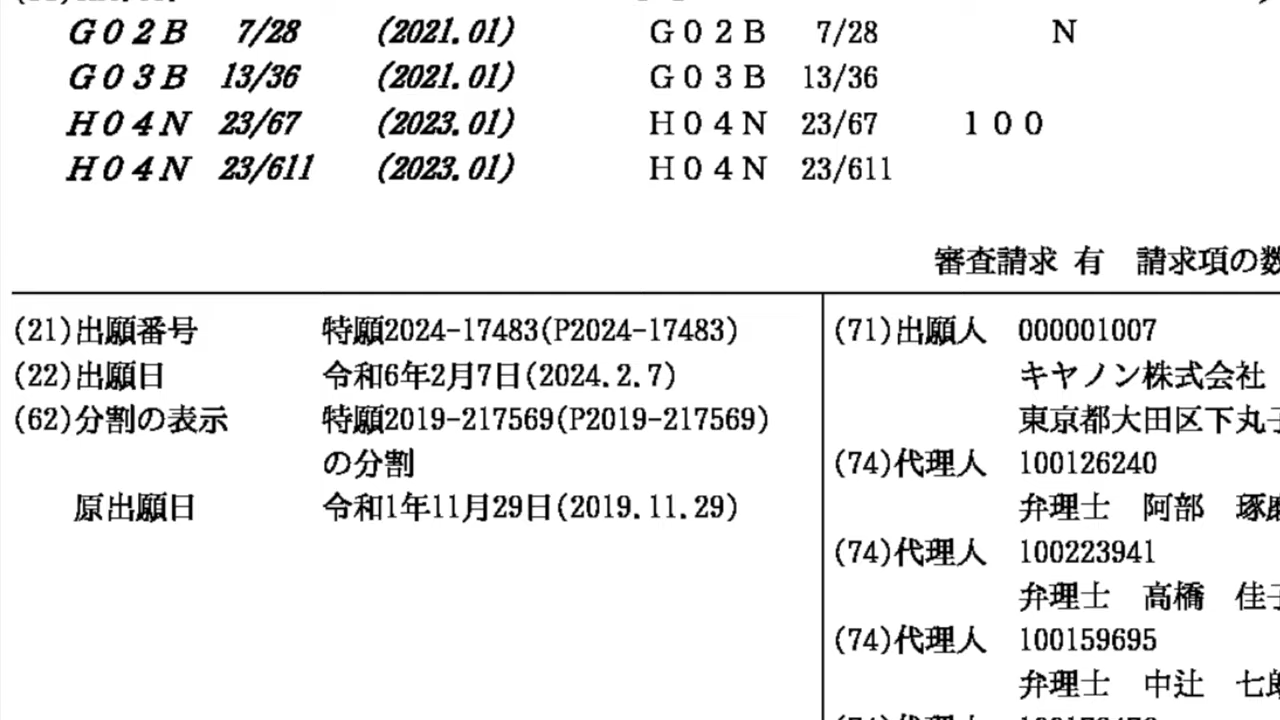 G02B 7/28 (2021.01) G02B 7/28 N
G03B 13/36 (2021.01) G03B 13/36
H04N 23/67 (2023.01) H04N 23/67 100
H04N 23/611 (2023.01) H04N 23/611
審査請求 有 請求項の数
(21)出願番号 特願2024-17483(P2024-17483)
(22)出願日 令和6年2月7日(2024.2.7)
(62)分割の表示 特願2019-217569(P2019-217569)
の分割
原出願日 令和1年11月29日(2019.11.29)
(71)出願人 000001007
キヤノン株式会社
東京都大田区下丸子
(74)代理人 100126240
弁理士 阿部 琢磨
(74)代理人 100223941
弁理士 高橋 佳子
(74)代理人 100159695
弁理士 中辻 七朗